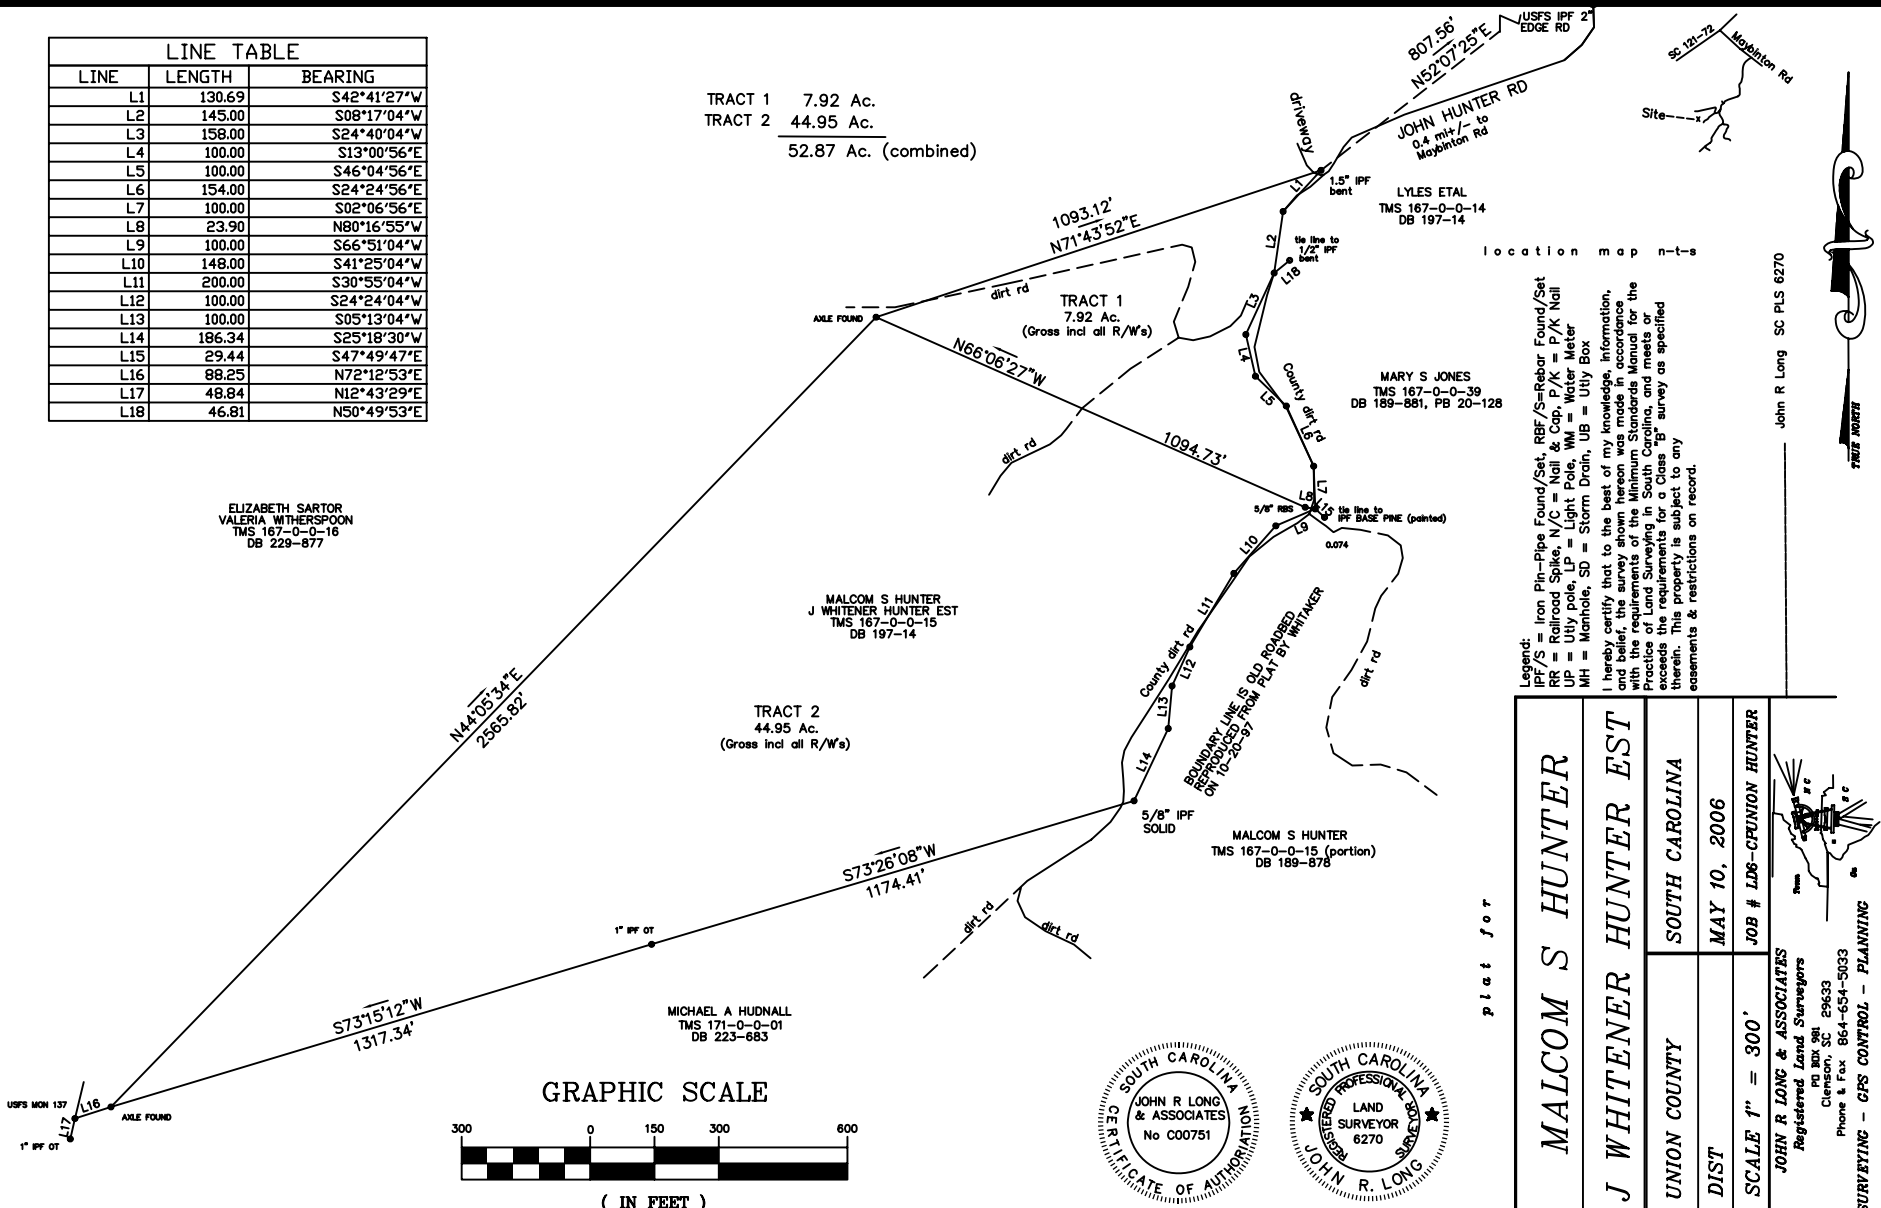 LINE TABLE
LINE LENGTH BEARING
L1 130.69 S42°41'27"W
L2 145.00 S08°17'04"W
L3 158.00 S24°40'04"W
L4 100.00 S13°00'56"E
L5 100.00 S46°04'56"E
L6 154.00 S24°24'56"E
L7 100.00 S02°06'56"E
L8 23.90 N80°16'55"W
L9 100.00 S66°51'04"W
L10 148.00 S41°25'04"W
L11 200.00 S30°55'04"W
L12 100.00 S24°24'04"W
L13 100.00 S05°13'04"W
L14 186.34 S25°18'30"W
L15 29.44 S47°49'47"E
L16 88.25 N72°12'53"E
L17 48.84 N12°43'29"E
L18 46.81 N50°49'53"E
TRACT 1 7.92 Ac.
TRACT 2 44.95 Ac.
52.87 Ac. (combined)
807.56'
N52°07'25"E
USFS IPF 2"
EDGE RD
JOHN HUNTER RD
0.4 mi+/- to
Maybinton Rd
driveway
L1
1.5" IPF
bent
LYLES ETAL
TMS 167-0-0-14
DB 197-14
SC 121-72
Maybinton Rd
Site----x
location map n-t-s
1093.12'
N71°43'52"E
L2
tie line to
1/2" IPF
bent
L18
dirt rd
AXLE FOUND
TRACT 1
7.92 Ac.
(Gross incl all R/W's)
L3
L4
N66°06'27"W
1094.73'
County dirt rd
L5
L6
L7
MARY S JONES
TMS 167-0-0-39
DB 189-881, PB 20-128
dirt rd
L8
L15
5/8" RBS
tie line to
IPF BASE PINE (painted)
L9
0.074
L10
ELIZABETH SARTOR
VALERIA WITHERSPOON
TMS 167-0-0-16
DB 229-877
MALCOM S HUNTER
J WHITENER HUNTER EST
TMS 167-0-0-15
DB 197-14
L11
County dirt rd
L12
L13
L14
BOUNDARY LINE IS OLD ROADBED
REPRODUCED FROM PLAT BY WHITAKER
ON 10-20-97
dirt rd
N44°05'34"E
2565.82'
TRACT 2
44.95 Ac.
(Gross incl all R/W's)
5/8" IPF
SOLID
MALCOM S HUNTER
TMS 167-0-0-15 (portion)
DB 189-878
S73°26'08"W
1174.41'
dirt rd
dirt rd
1" IPF OT
S73°15'12"W
1317.34'
MICHAEL A HUDNALL
TMS 171-0-0-01
DB 223-683
USFS MON 137
L16
L17
AXLE FOUND
1" IPF OT
GRAPHIC SCALE
300 0 150 300 600
( IN FEET )
SOUTH CAROLINA
CERTIFICATE OF AUTHORIATION
JOHN R LONG
& ASSOCIATES
No C00751
SOUTH CAROLINA
JOHN R. LONG
REGISTERED PROFESSIONAL SURVEYOR
LAND
SURVEYOR
6270
TRUE NORTH
John R Long SC PLS 6270
Legend:
IPF/S = Iron Pin-Pipe Found/Set, RBF/S=Rebar Found/Set
RR = Railroad Spike, N/C = Nail & Cap, P/K = P/K Nail
UP = Utly pole, LP = Light Pole, WM = Water Meter
MH = Manhole, SD = Storm Drain, UB = Utly Box
I hereby certify that to the best of my knowledge, information,
and belief, the survey shown hereon was made in accordance
with the requirements of the Minimum Standards Manual for the
Practice of Land Surveying in South Carolina, and meets or
exceeds the requirements for a Class "B" survey as specified
therein. This property is subject to any
easements & restrictions on record.
plat for
MALCOM S HUNTER
J WHITENER HUNTER EST
UNION COUNTY SOUTH CAROLINA
DIST MAY 10, 2006
SCALE 1" = 300' JOB # LD6-CPUNION HUNTER
JOHN R LONG & ASSOCIATES
Registered Land Surveyors
PO BOX 981
Clemson, SC 29633
Phone & Fax 864-654-5033
SURVEYING - GPS CONTROL - PLANNING
Tenn
N C
S C
Ga